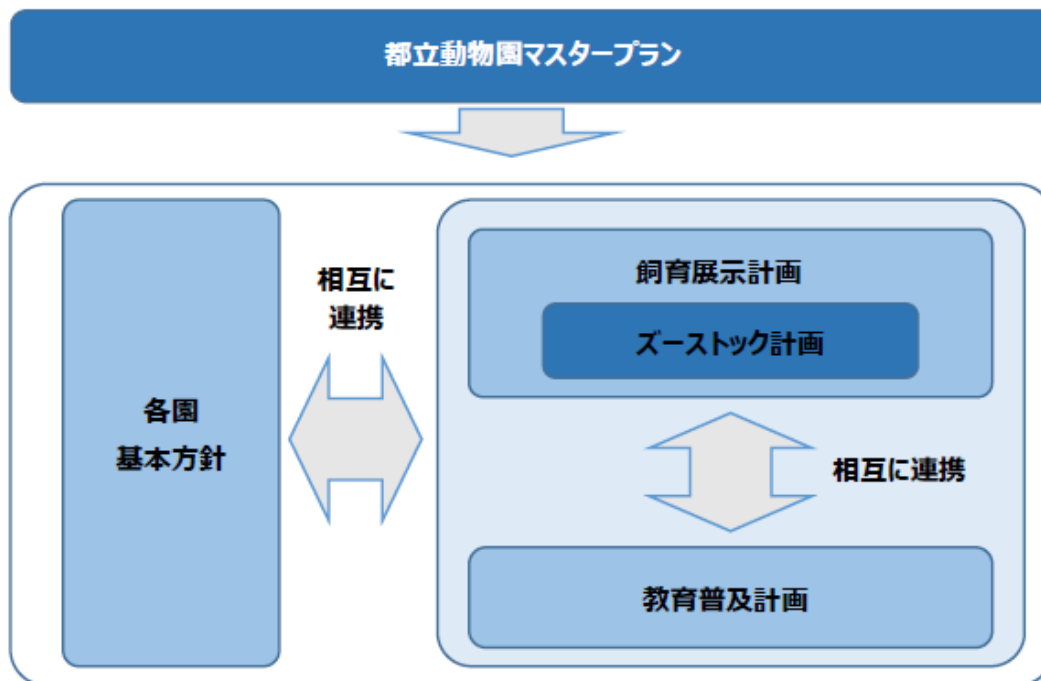 都立動物園マスタープラン
各園
基本方針
相互に
連携
飼育展示計画
ズーストック計画
相互に連携
教育普及計画